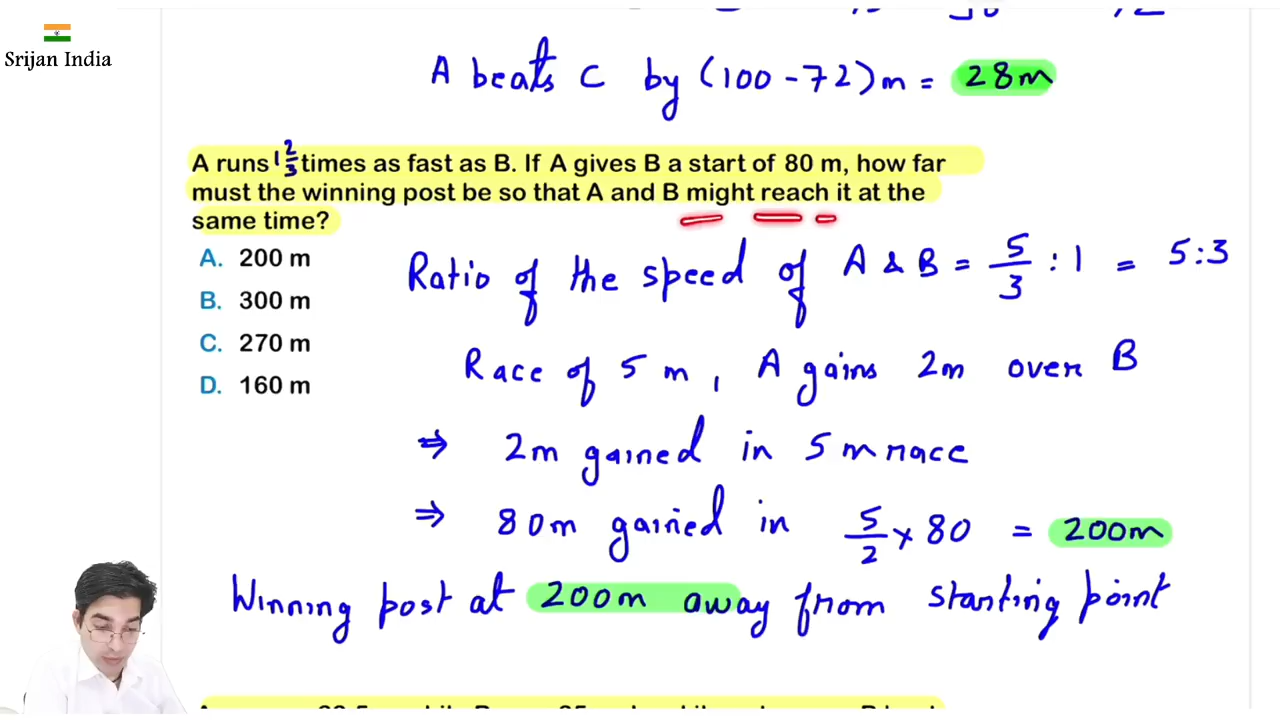 Srijan India
A beats C by (100 - 72) m = 28m
A runs 1 2/3 times as fast as B. If A gives B a start of 80 m, how far
must the winning post be so that A and B might reach it at the
same time?
A. 200 m
B. 300 m
C. 270 m
D. 160 m
Ratio of the speed of A & B = 5/3 : 1 = 5:3
Race of 5 m, A gains 2m over B
⇒ 2m gained in 5 m race
⇒ 80m gained in 5/2 × 80 = 200m
Winning post at 200m away from starting point